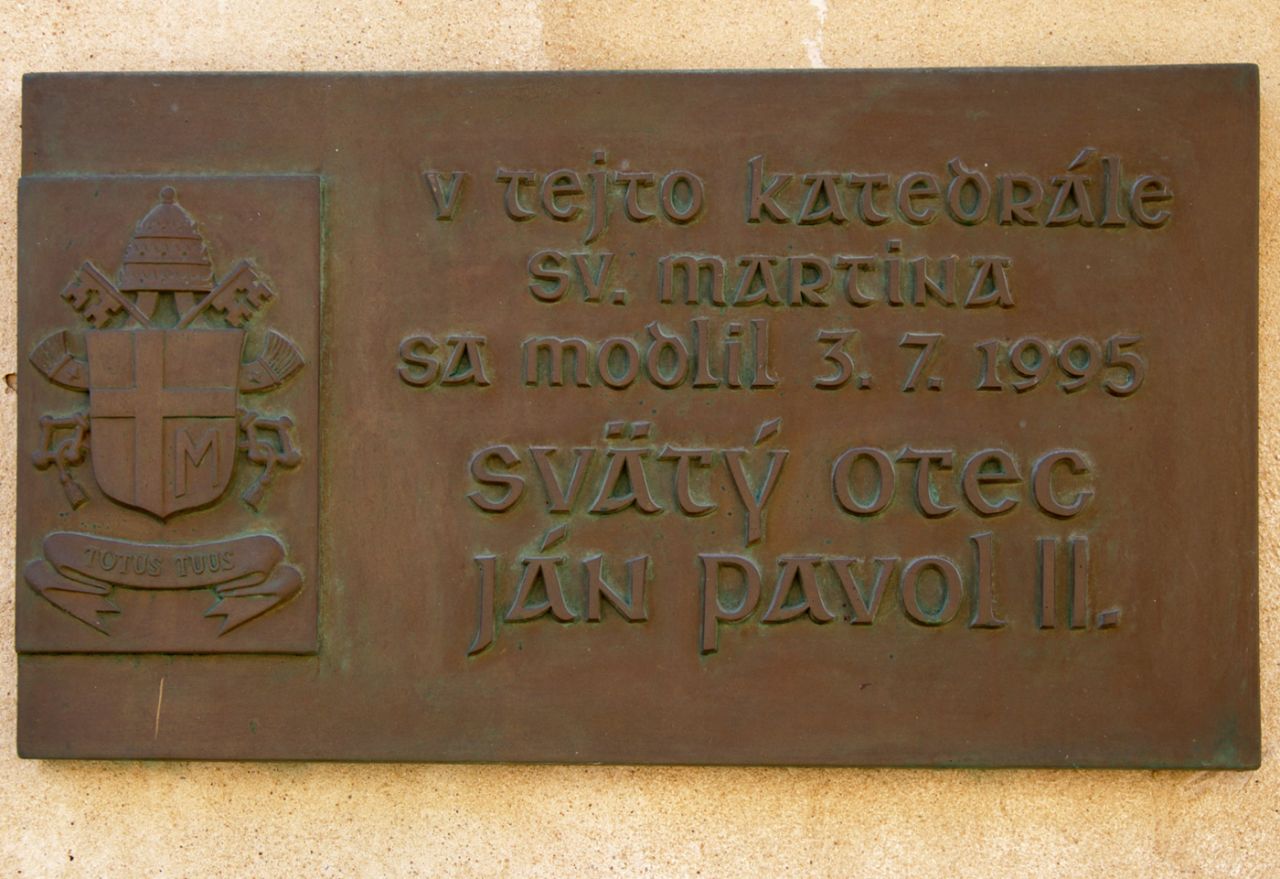 v tejto katedrále
sv. martina
sa modlil 3. 7. 1995
svätý otec
ján pavol II.
M
TOTUS TUUS